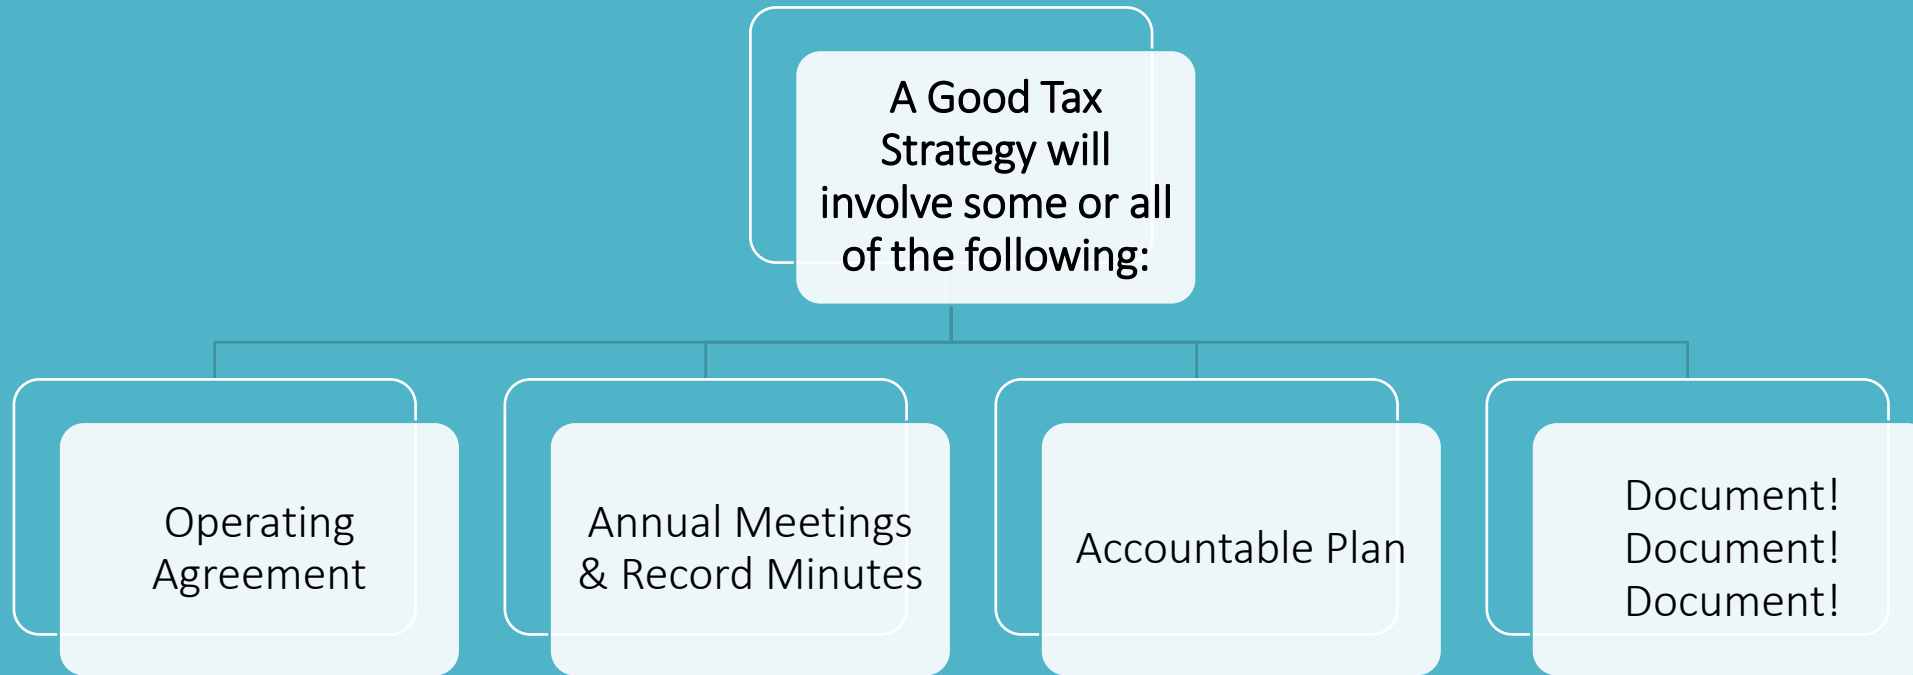 A Good Tax
Strategy will
involve some or all
of the following:
Operating
Agreement
Annual Meetings
& Record Minutes
Accountable Plan
Document!
Document!
Document!